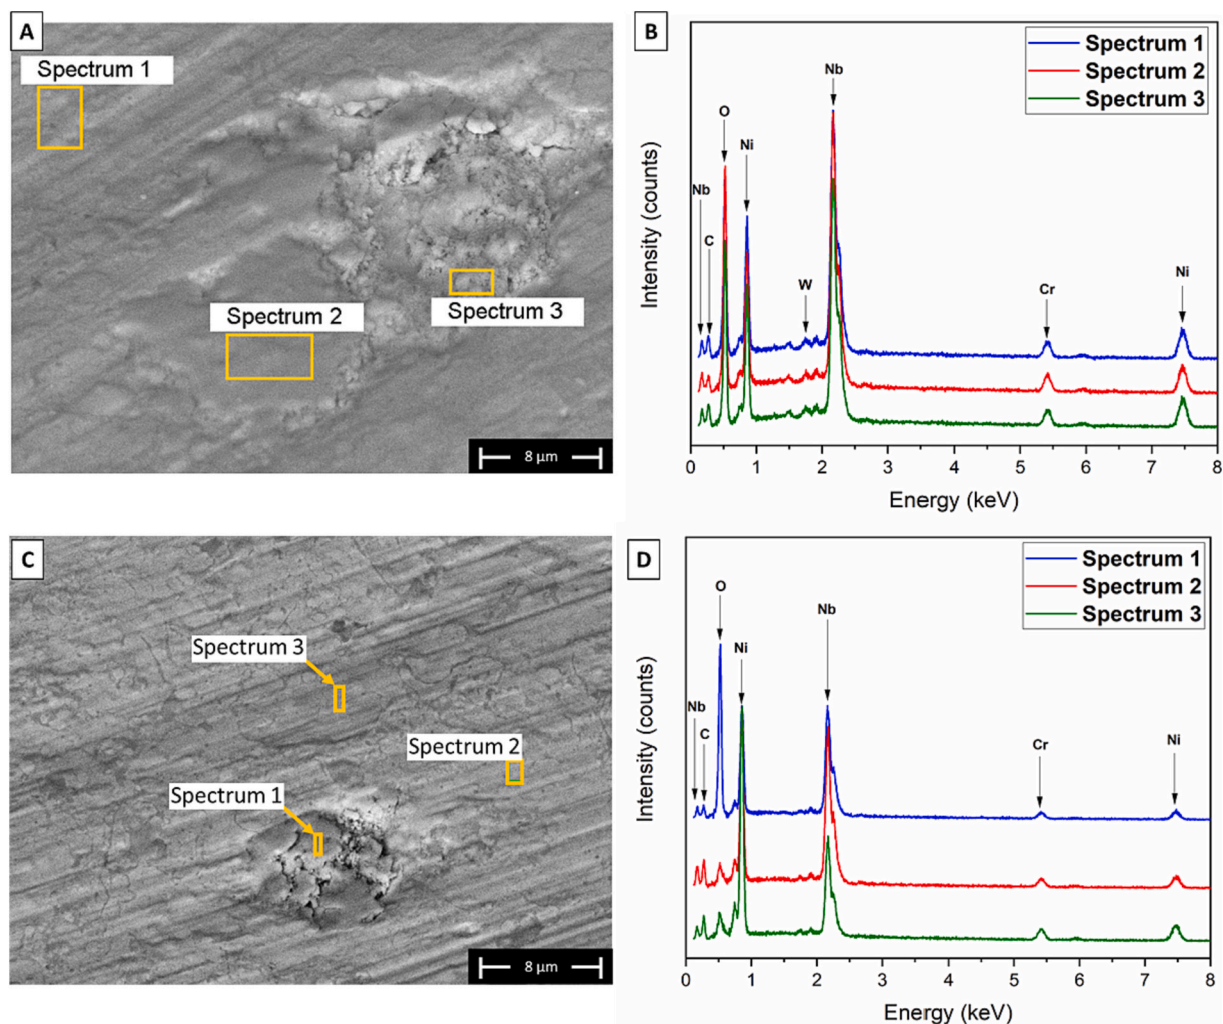 A
Spectrum 1
Spectrum 2
Spectrum 3
8 µm
B
Spectrum 1
Spectrum 2
Spectrum 3
Nb
C
O
Ni
W
Nb
Cr
Ni
Intensity (counts)
0 1 2 3 4 5 6 7 8
Energy (keV)
C
Spectrum 3
Spectrum 2
Spectrum 1
8 µm
D
Spectrum 1
Spectrum 2
Spectrum 3
Nb
C
O
Ni
Nb
Cr
Ni
Intensity (counts)
0 1 2 3 4 5 6 7 8
Energy (keV)